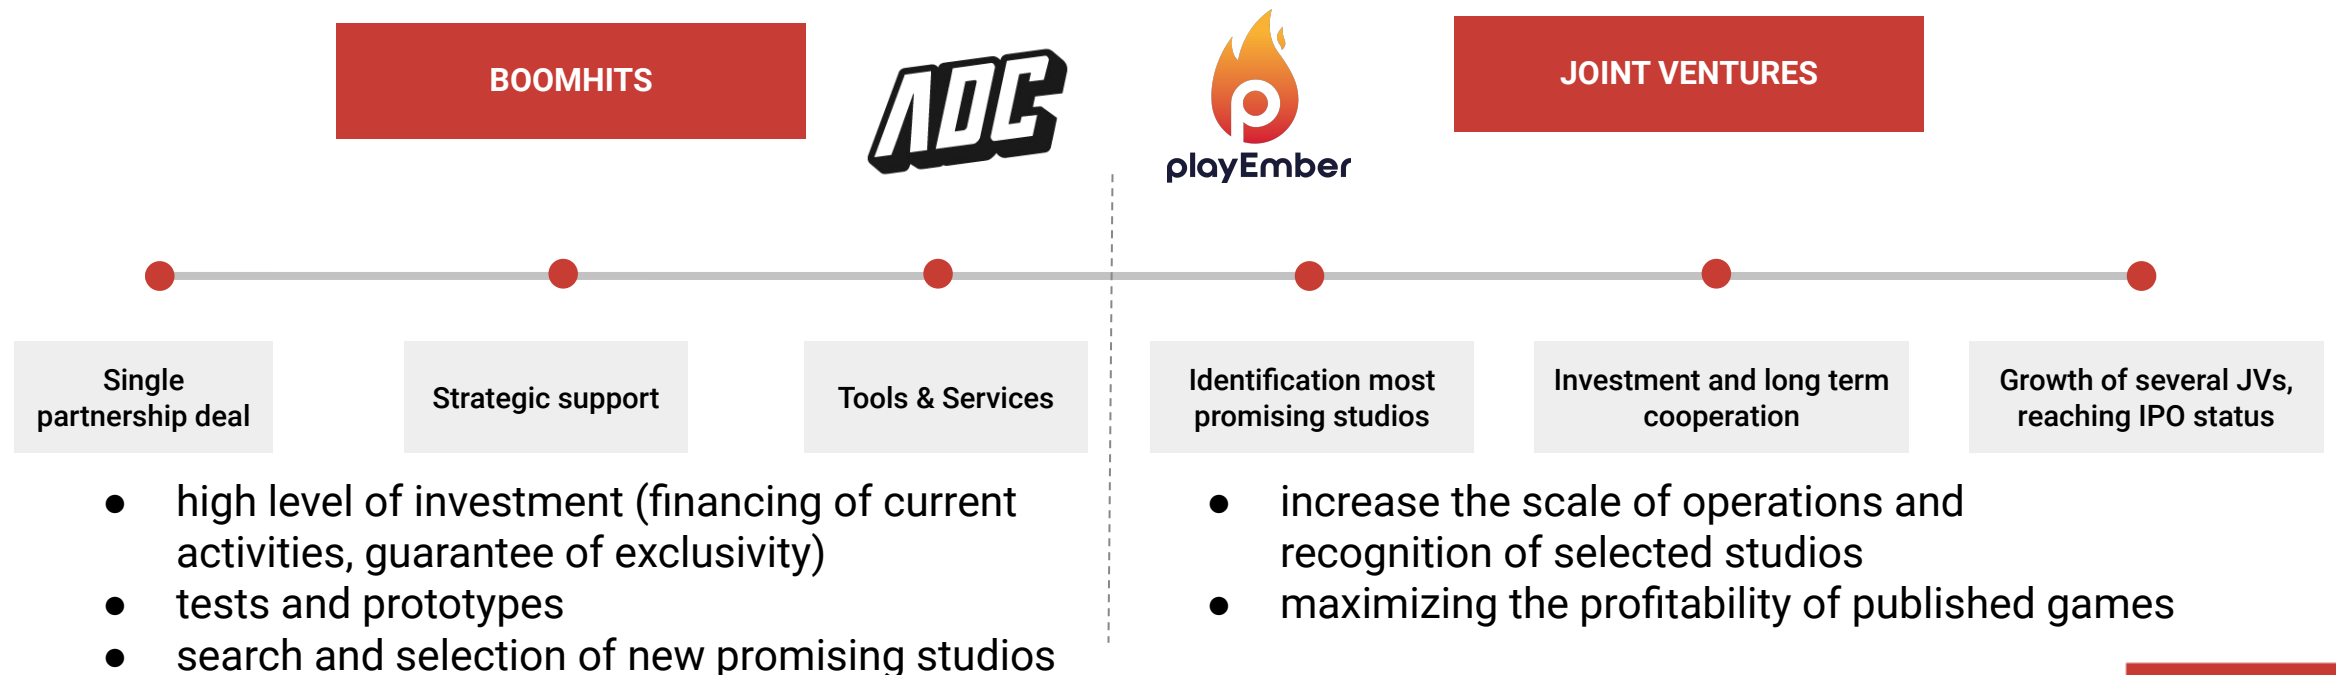 BOOMHITS
ADC
playEmber
JOINT VENTURES
Single
partnership deal
Strategic support
Tools & Services
Identification most
promising studios
Investment and long term
cooperation
Growth of several JVs,
reaching IPO status
● high level of investment (financing of current
activities, guarantee of exclusivity)
● tests and prototypes
● search and selection of new promising studios
● increase the scale of operations and
recognition of selected studios
● maximizing the profitability of published games